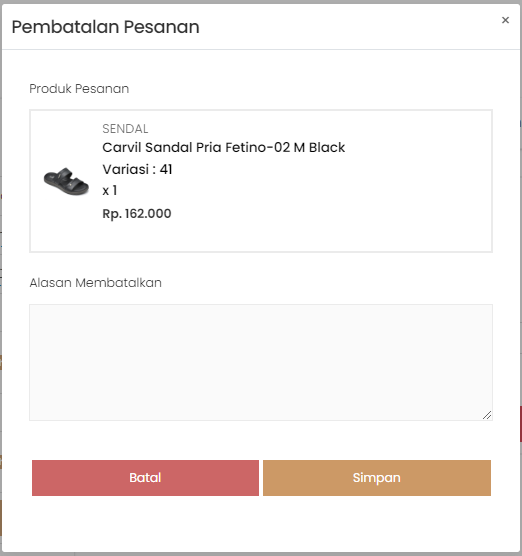 Pembatalan Pesanan
×
Produk Pesanan
SENDAL
Carvil Sandal Pria Fetino-02 M Black
Variasi : 41
x 1
Rp. 162.000
Alasan Membatalkan
Batal
Simpan